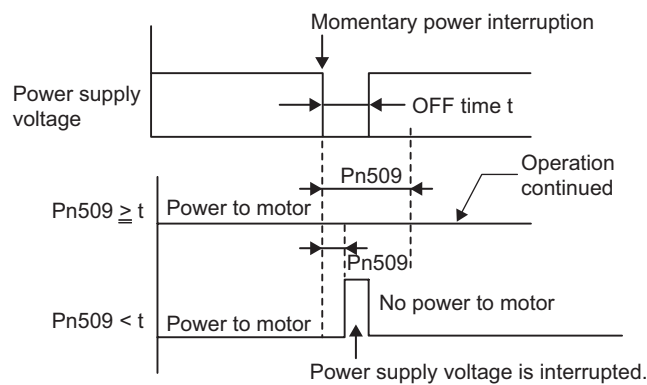 Momentary power interruption
Power supply
voltage
OFF time t
Pn509
Operation
continued
Pn509 ≧ t
Power to motor
Pn509
Pn509 < t
Power to motor
No power to motor
Power supply voltage is interrupted.